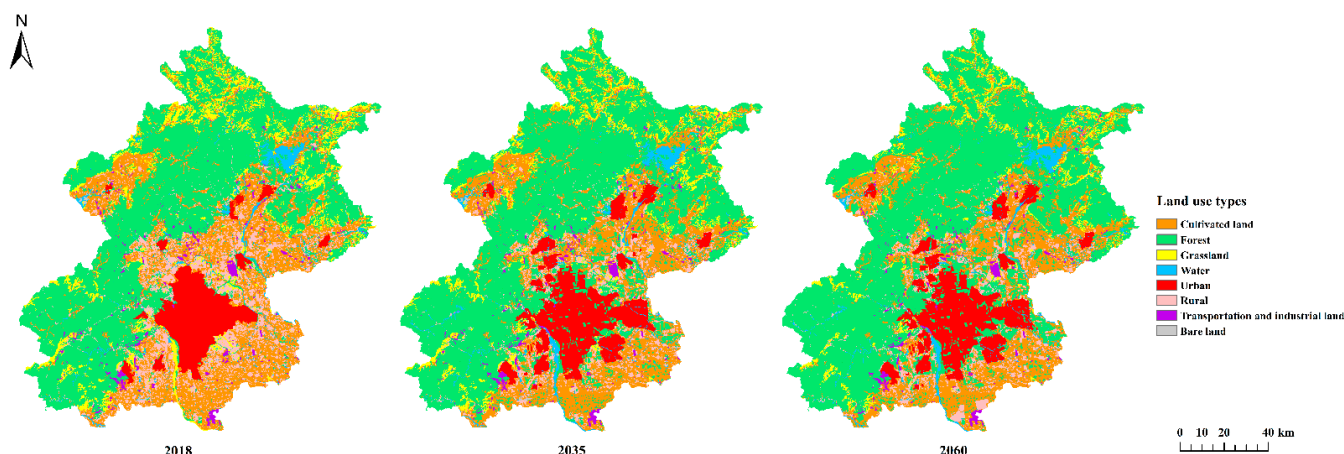 N
Land use types
Cultivated land
Forest
Grassland
Water
Urban
Rural
Transportation and industrial land
Bare land
0 10 20 40 km
2018
2035
2060